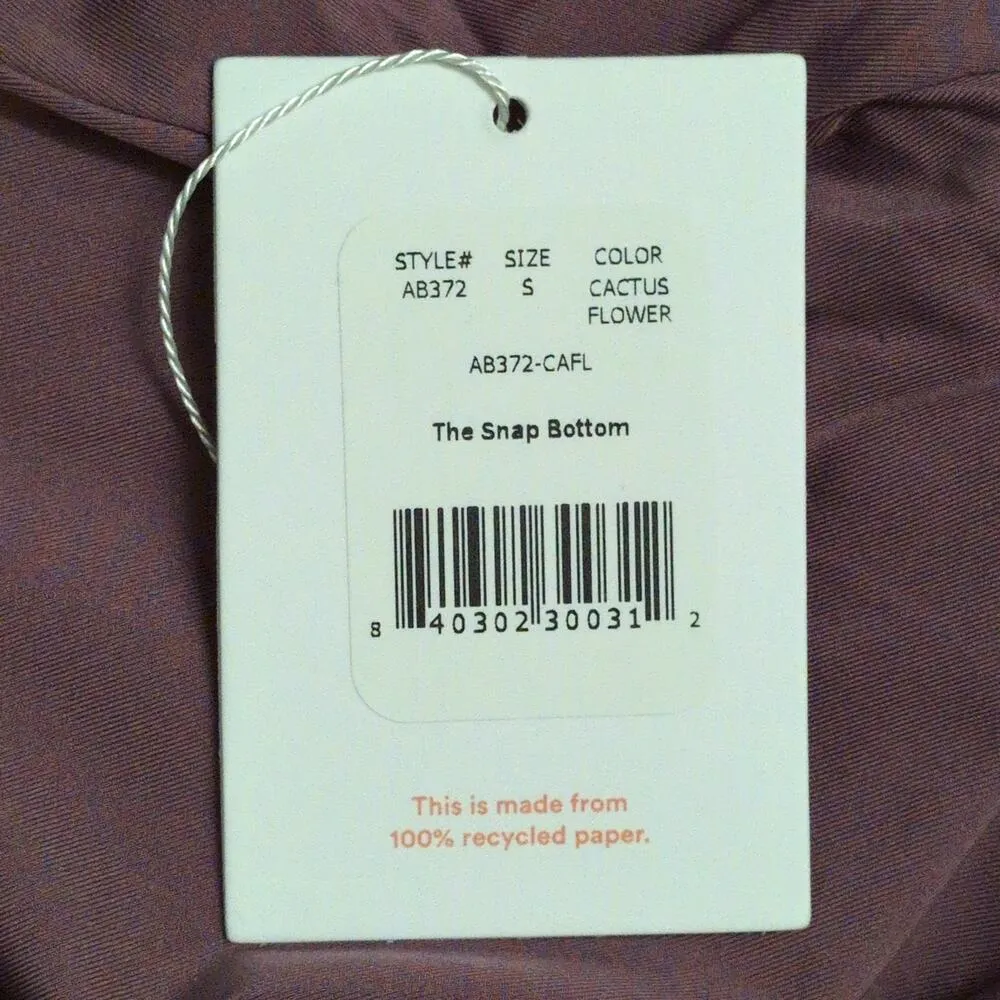 STYLE# SIZE COLOR
AB372 S CACTUS
FLOWER
AB372-CAFL
The Snap Bottom
8 40302 30031 2
This is made from
100% recycled paper.